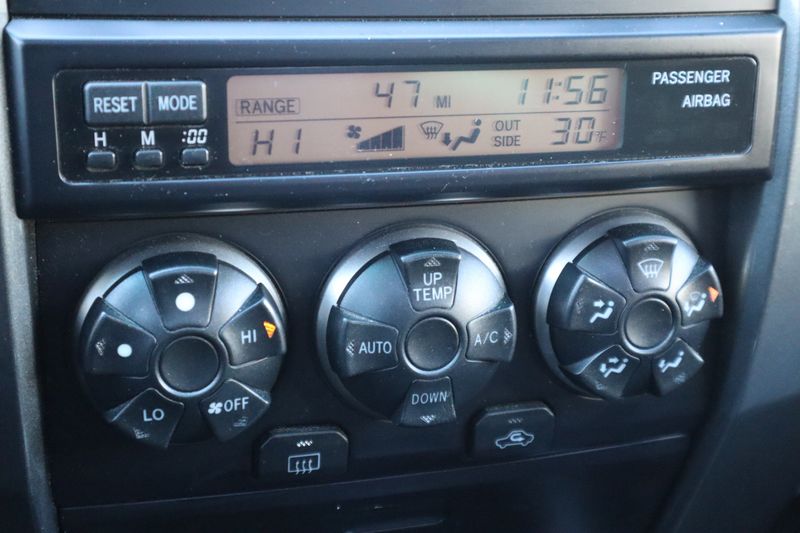 RESET MODE
H M :00
RANGE 47 MI 11:56
HI OUT SIDE 30°F
PASSENGER
AIRBAG
HI
LO
OFF
UP
TEMP
AUTO
A/C
DOWN